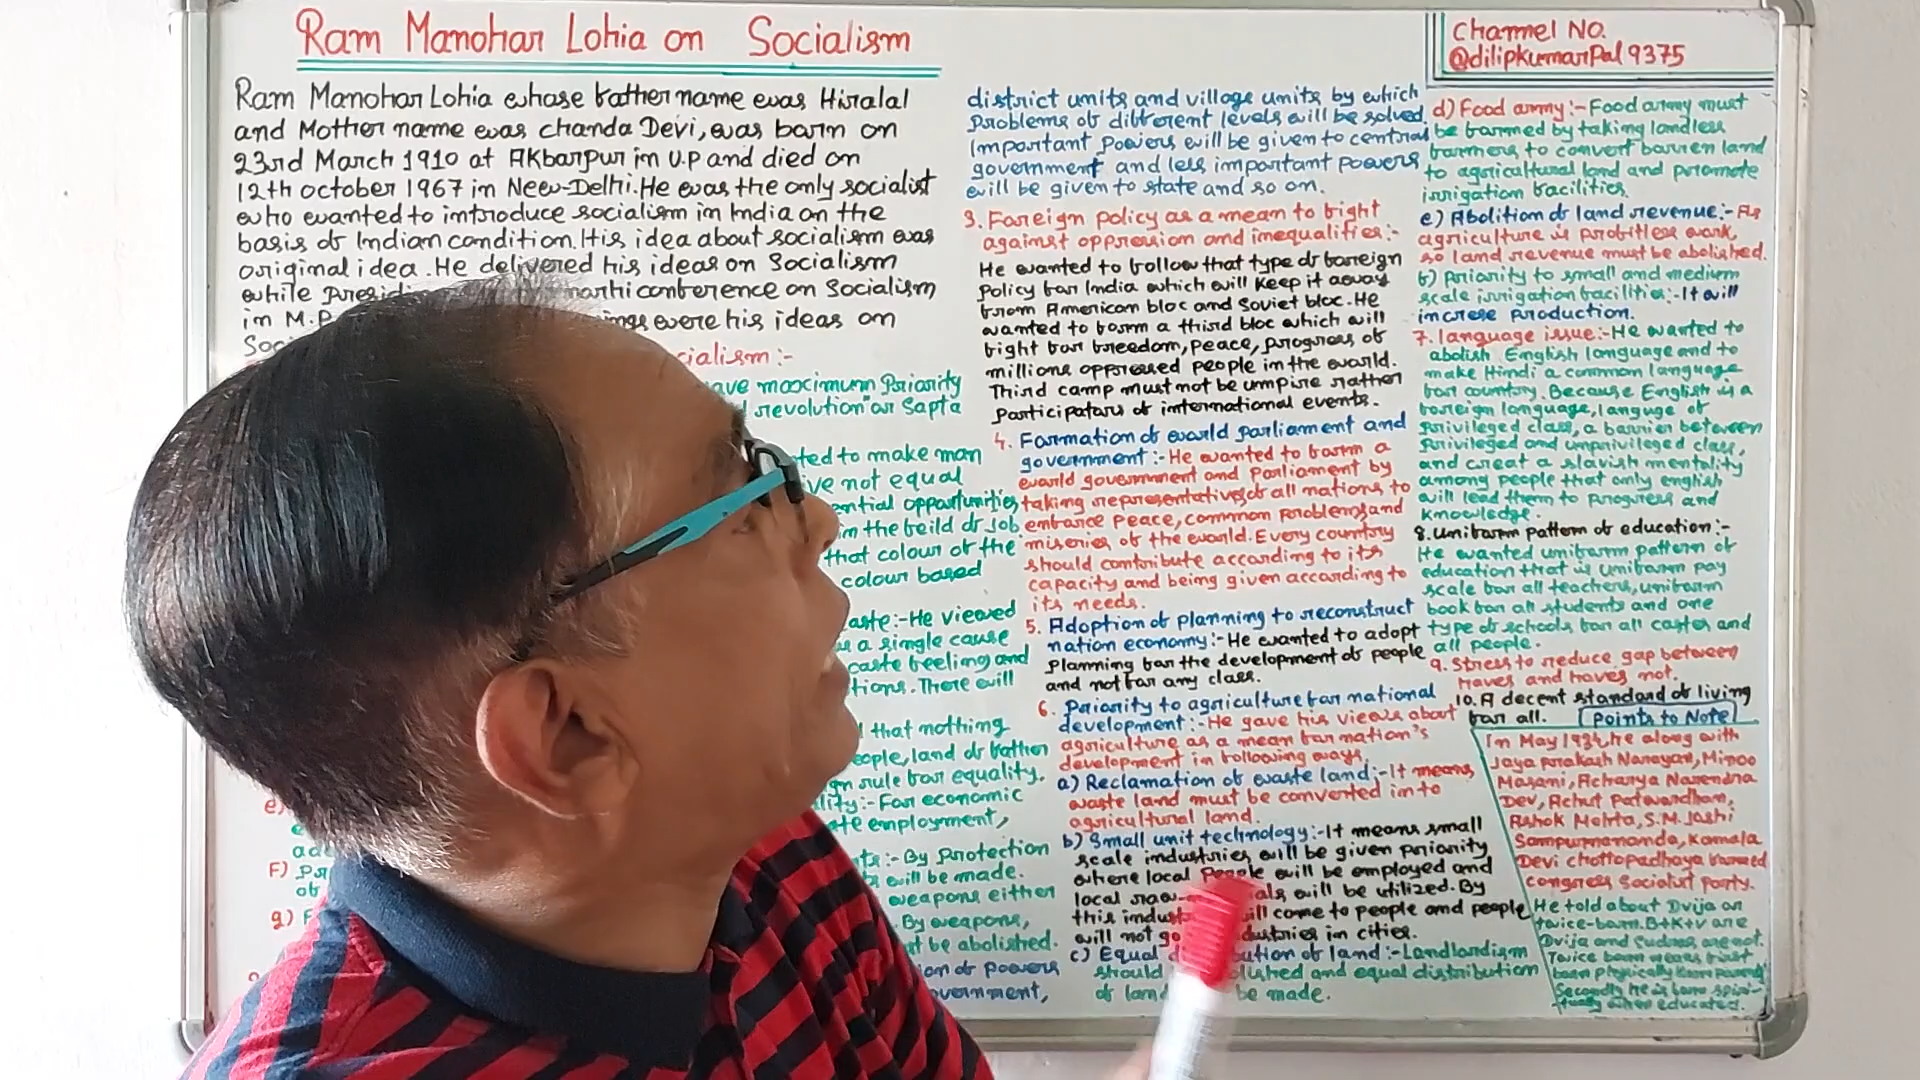 Ram Manohar Lohia on Socialism
Channel No.
@dilipkumarpal9375
Ram Manohar Lohia whose father name was Hiralal
and Mother name was chanda Devi, was born on
23rd March 1910 at Akbarpur in U.P and died on
12th october 1967 in New-Delhi. He was the only socialist
who wanted to introduce socialism in India on the
basis of Indian condition. His idea about socialism was
original idea. He delivered his ideas on Socialism
while conference on Socialism
in M.P were his ideas on
cialism:-
ave maximum Priority
revolution" or Sapta
ted to make man
ve not equal
ential opportunities
in the feild of job
that colour of the
colour based
aste:- He viewed
a single cause
caste feeling and
tions. There will
that nothing
eople, land of father
gn rule for equality.
e)
lity:- For economic
te employment,
ts:- By Protection
F)
will be made.
of
weapons either
g)
By weapons,
t be abolished.
ion of powers
overnment,
district units and village units by which
Problems of different levels will be solved.
Important Powers will be given to central
government and less important powers
will be given to state and so on.
3. Foreign policy as a mean to fight
against oppression and inequalities:-
He wanted to follow that type of foreign
policy for India which will keep it away
from American bloc and Soviet bloc. He
wanted to form a third bloc which will
fight for freedom, peace, progress of
millions oppressed people in the world.
Third camp must not be umpire rather
participators of international events.
4. Formation of world parliament and
government:- He wanted to form a
world government and Parliament by
taking representatives of all nations to
enforce peace, common problems and
miseries of the world. Every country
should contribute according to its
capacity and being given according to
its needs.
5. Adoption of planning to reconstruct
nation economy:- He wanted to adopt
Planning for the development of people
and not for any class.
6. Priority to agriculture for national
development:- He gave his views about
agriculture as a mean for nation's
development in following ways.
a) Reclamation of waste land:- It means
waste land must be converted in to
agricultural land.
b) Small unit technology:- It means small
scale industries will be given priority
where local People will be employed and
local raw als will be utilized. By
this indust ill come to people and people
will not go dustries in cities.
c) Equal ution of land:- Landlordism
should lished and equal distribution
of lan be made.
d) Food army:- Food army must
be formed by taking landless
farmers to convert barren land
to agricultural land and promote
irrigation facilities.
e) Abolition of land revenue:- As
agriculture is profitless work,
so land revenue must be abolished.
f) priority to small and medium
scale irrigation facilities:- It will
increse production.
7. language issue:- He wanted to
abolish English language and to
make Hindi a common language
for country. Because English is a
foreign language, languge of
privileged class, a barrier between
privileged and unprivileged class,
and creat a slavish mentality
among people that only english
will lead them to progress and
knowledge.
8. Uniform pattern of education:-
He wanted uniform pattern of
education that is uniform pay
scale for all teachers, uniform
book for all students and one
type of schools for all castes and
all people.
9. Stress to reduce gap between
Haves and haves not.
10. A decent standard of living
for all.
Points to Note
In May 1934, he along with
Jaya prakash Narayan, Minoo
Masani, Acharya Narendra
Dev, Achut Patwardhan,
Ashok Mehta, S.M. Joshi
Sampurnananda, Kamala
Devi chottopadhaya formed
congress Socialist Party.
He told about Dvija or
twice-born. B+K+V are
Dvija and Sudras are not.
Twice born means first
born physically from parents
Secondly he is born spiri-
tually when educated.